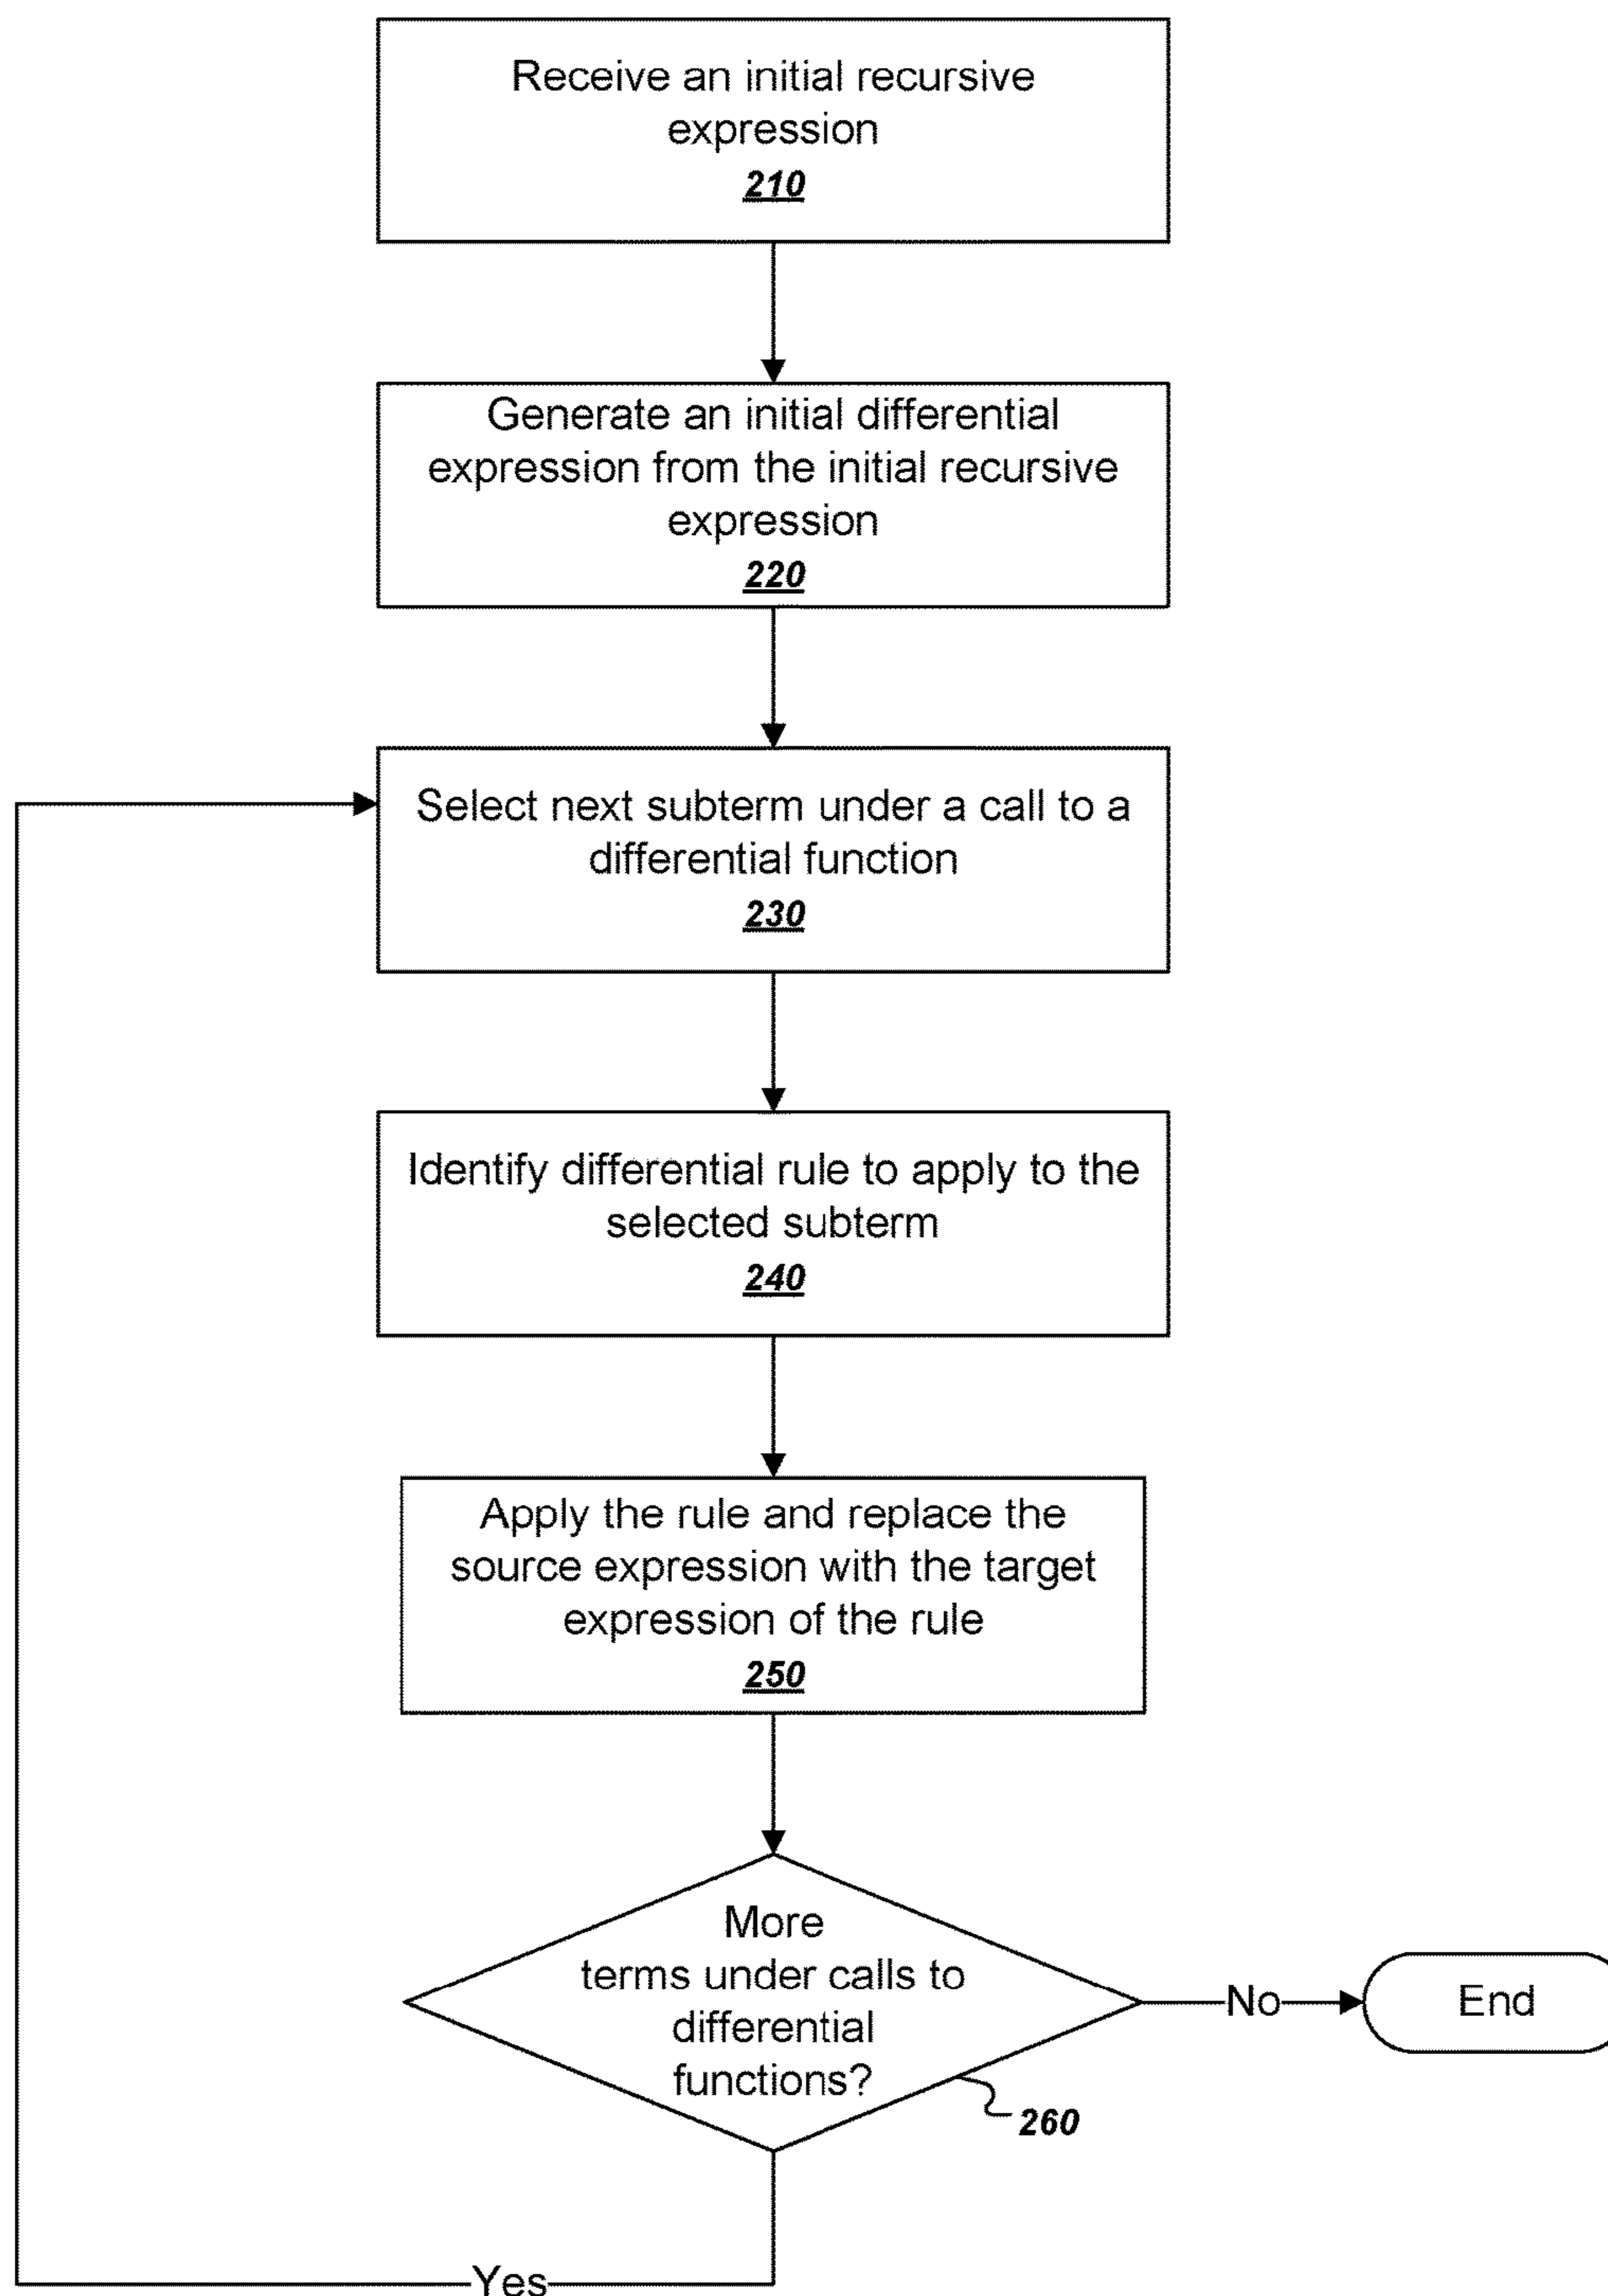 Receive an initial recursive
expression
210
Generate an initial differential
expression from the initial recursive
expression
220
Select next subterm under a call to a
differential function
230
Identify differential rule to apply to the
selected subterm
240
Apply the rule and replace the
source expression with the target
expression of the rule
250
More
terms under calls to
differential
functions?
No
End
260
Yes